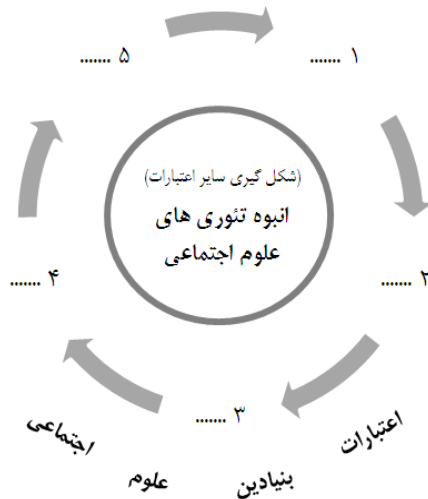 ۱ .......
۲ .......
۳ .......
۴ .......
۵ .......
(شکل گیری سایر اعتبارات)
انبوه تئوری های
علوم اجتماعی
اعتبارات بنیادین علوم اجتماعی